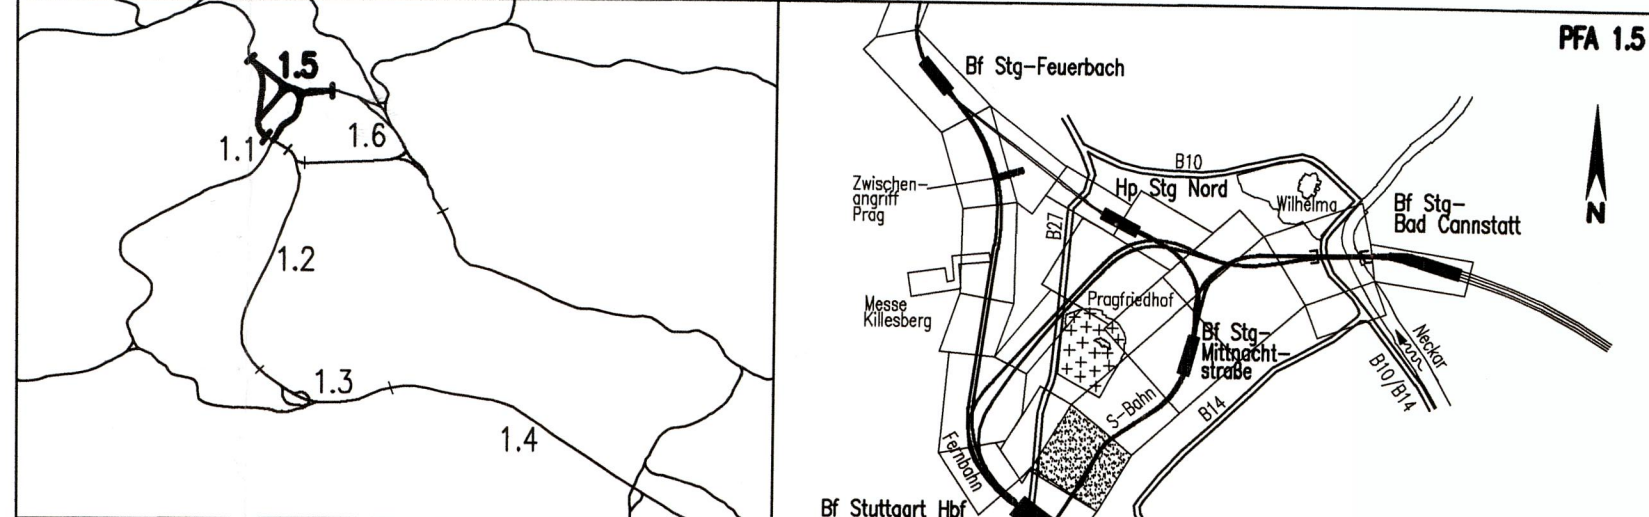 1.5
1.1
1.6
1.2
1.3
1.4
PFA 1.5
Bf Stg-Feuerbach
B10
Zwischen-
angriff
Prag
Hp Stg Nord
Wilhelma
Bf Stg-
Bad Cannstatt
N
B27
Messe
Killesberg
Pragfriedhof
Bf Stg-
Mittnacht-
straße
Neckar
B10/B14
S-Bahn
B14
Fernbahn
Bf Stuttgart Hbf